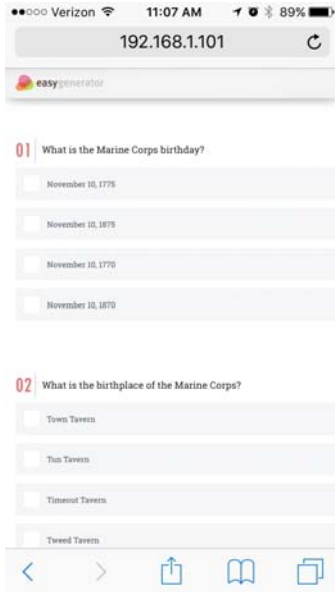 Verizon 11:07 AM 89%
192.168.1.101
easygenerator
01 What is the Marine Corps birthday?
November 10, 1775
November 10, 1875
November 10, 1770
November 10, 1870
02 What is the birthplace of the Marine Corps?
Town Tavern
Tun Tavern
Timeout Tavern
Tweed Tavern